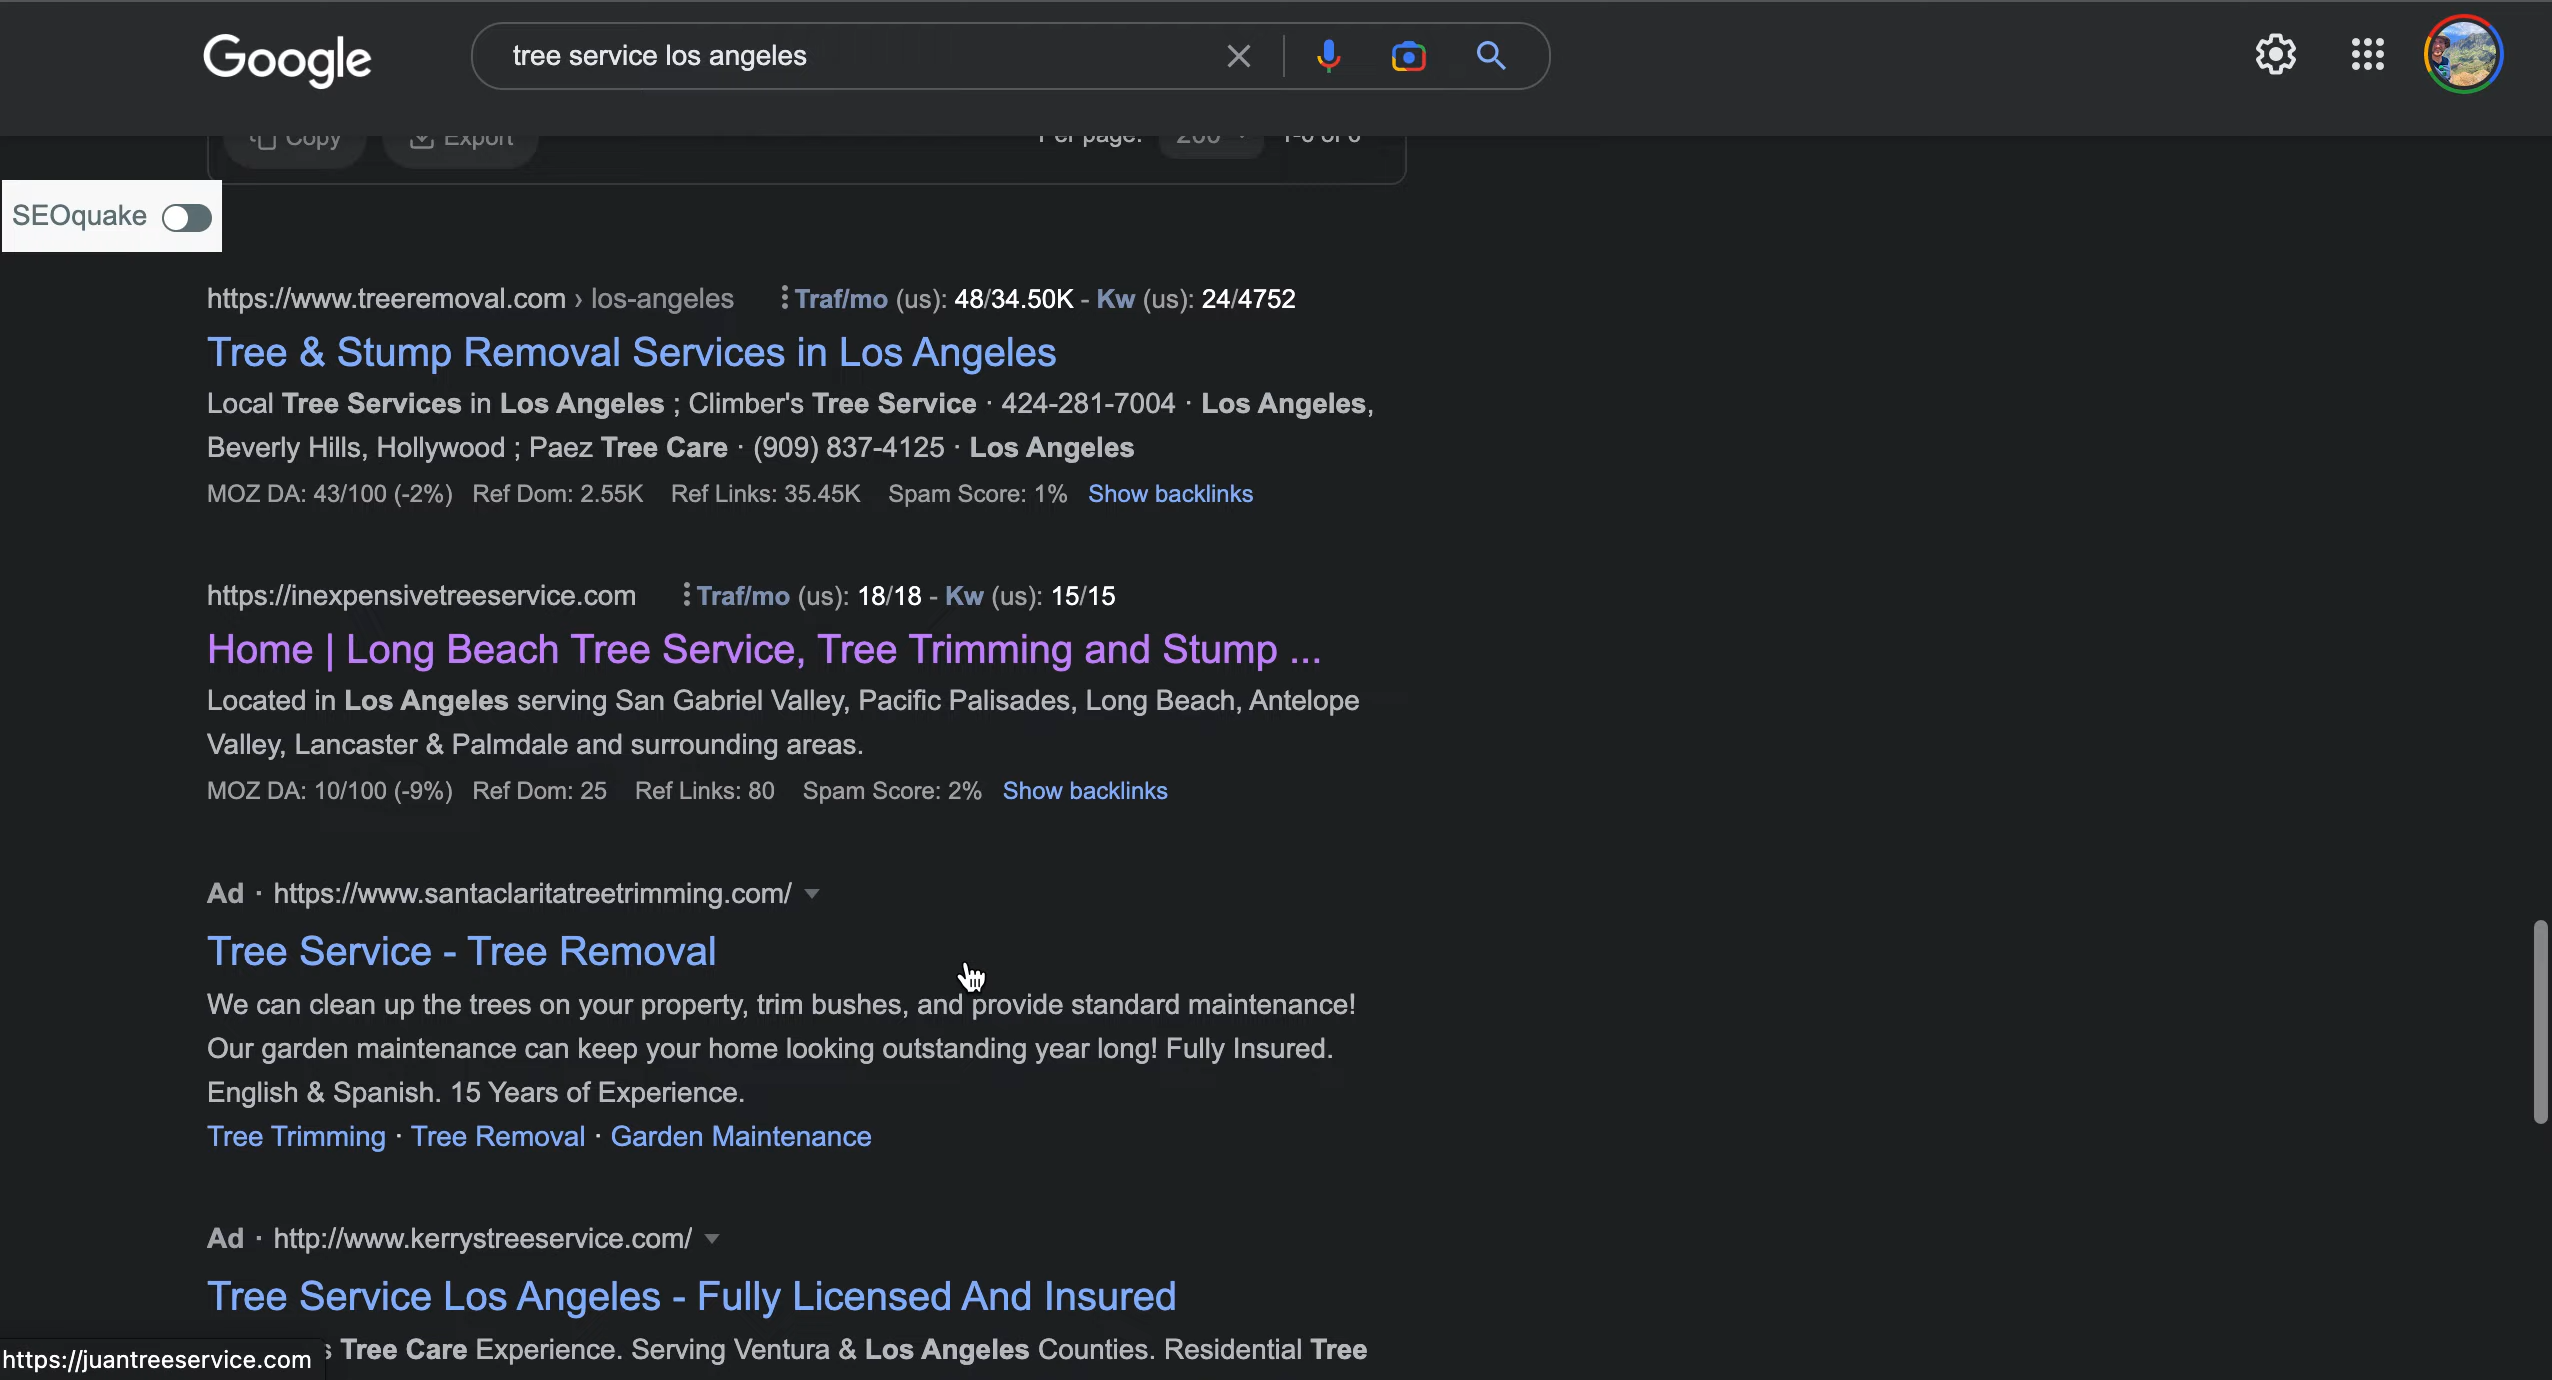 Google
tree service los angeles
Copy Export Per page: 200
SEOquake
https://www.treeremoval.com › los-angeles Traf/mo (us): 48/34.50K - Kw (us): 24/4752
Tree & Stump Removal Services in Los Angeles
Local Tree Services in Los Angeles ; Climber's Tree Service · 424-281-7004 · Los Angeles,
Beverly Hills, Hollywood ; Paez Tree Care · (909) 837-4125 · Los Angeles
MOZ DA: 43/100 (-2%) Ref Dom: 2.55K Ref Links: 35.45K Spam Score: 1% Show backlinks
https://inexpensivetreeservice.com Traf/mo (us): 18/18 - Kw (us): 15/15
Home | Long Beach Tree Service, Tree Trimming and Stump ...
Located in Los Angeles serving San Gabriel Valley, Pacific Palisades, Long Beach, Antelope
Valley, Lancaster & Palmdale and surrounding areas.
MOZ DA: 10/100 (-9%) Ref Dom: 25 Ref Links: 80 Spam Score: 2% Show backlinks
Ad · https://www.santaclaritatreetrimming.com/
Tree Service - Tree Removal
We can clean up the trees on your property, trim bushes, and provide standard maintenance!
Our garden maintenance can keep your home looking outstanding year long! Fully Insured.
English & Spanish. 15 Years of Experience.
Tree Trimming · Tree Removal · Garden Maintenance
Ad · http://www.kerrystreeservice.com/
Tree Service Los Angeles - Fully Licensed And Insured
Tree Care Experience. Serving Ventura & Los Angeles Counties. Residential Tree
https://juantreeservice.com